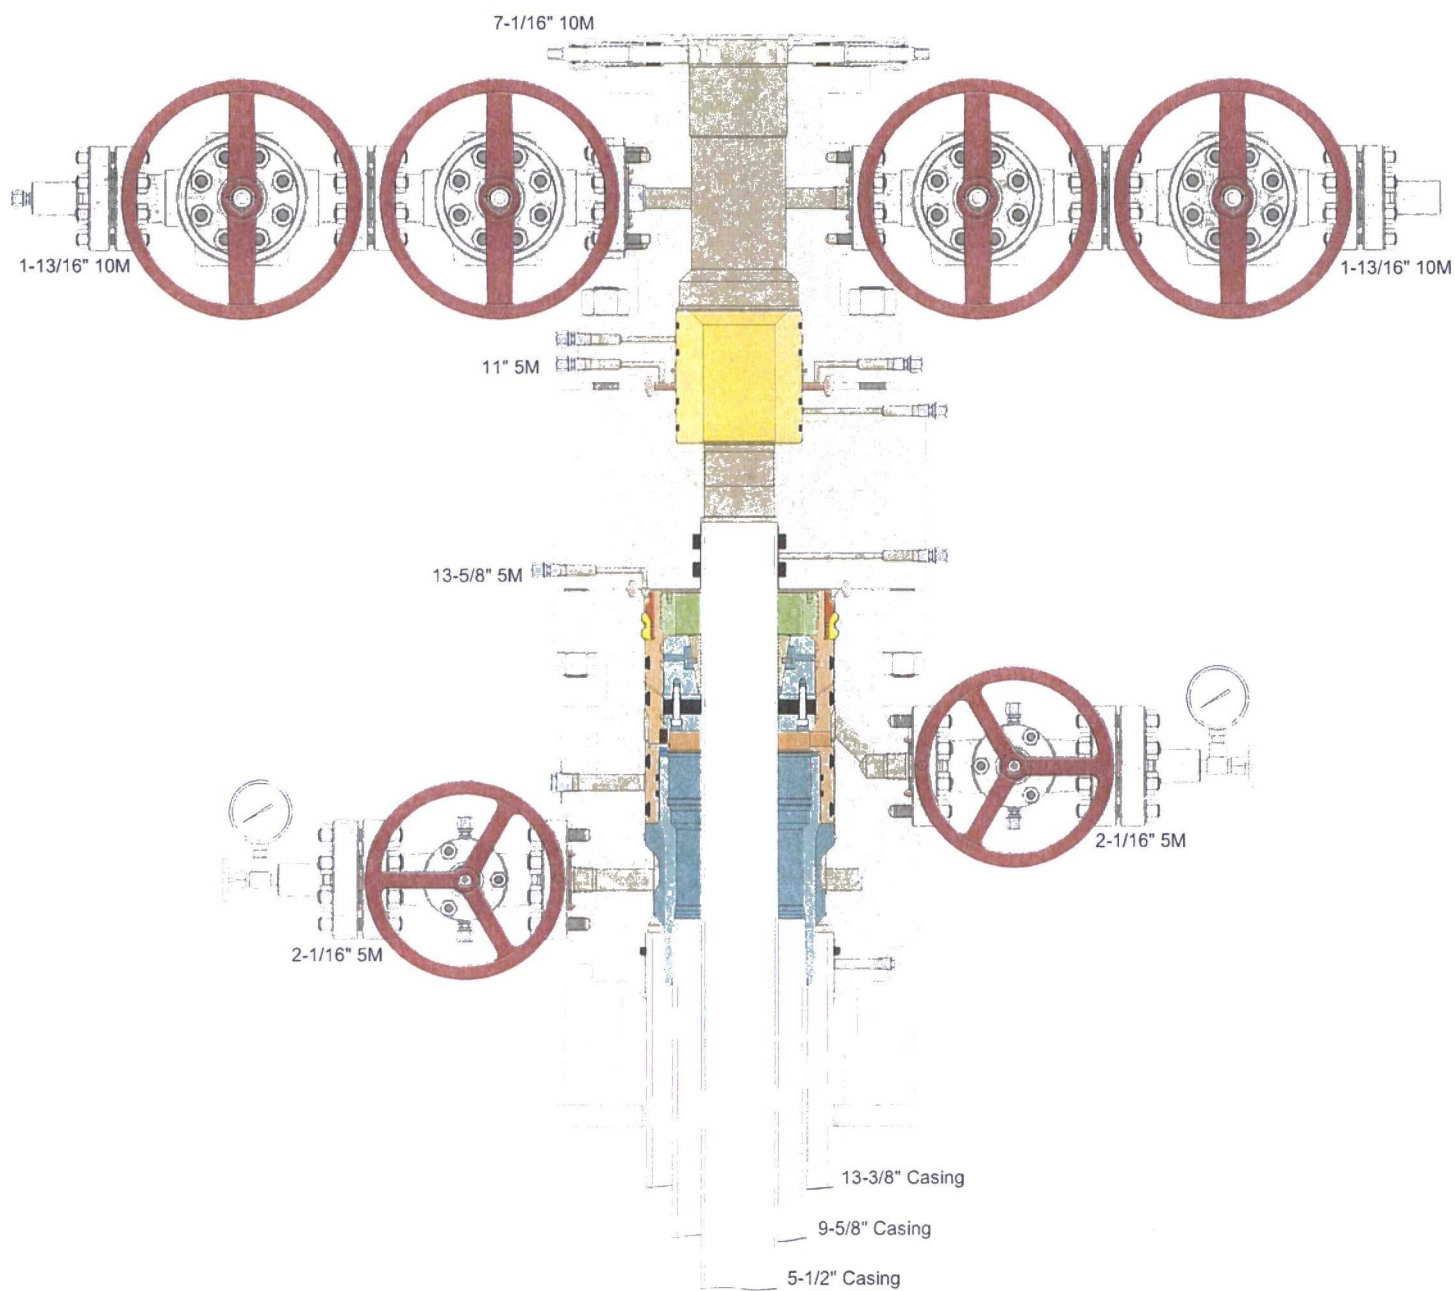 7-1/16" 10M
1-13/16" 10M
1-13/16" 10M
11" 5M
13-5/8" 5M
2-1/16" 5M
2-1/16" 5M
13-3/8" Casing
9-5/8" Casing
5-1/2" Casing